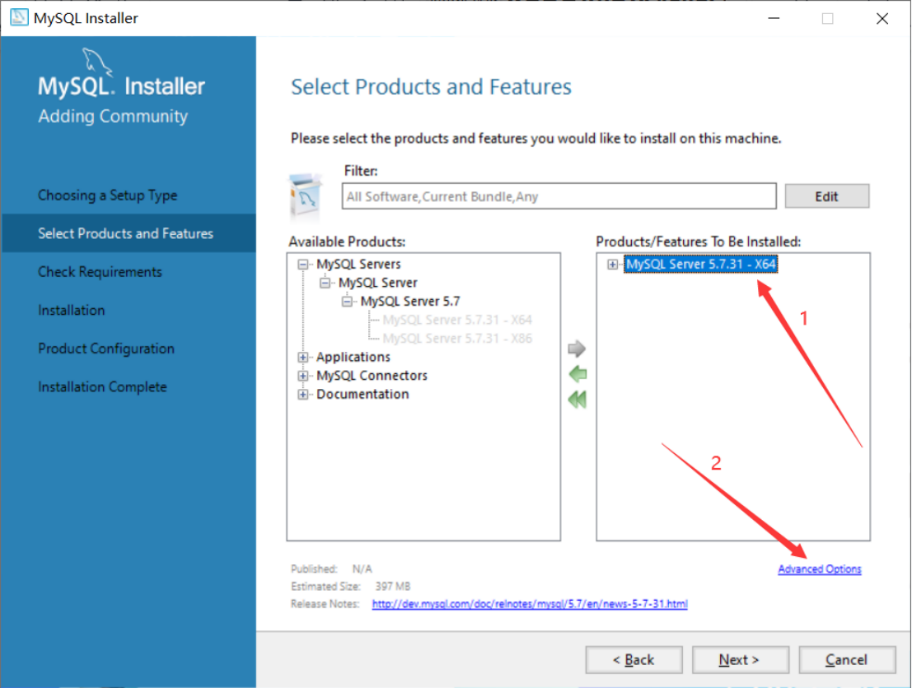 MySQL Installer
MySQL. Installer
Adding Community
Choosing a Setup Type
Select Products and Features
Check Requirements
Installation
Product Configuration
Installation Complete
Select Products and Features
Please select the products and features you would like to install on this machine.
Filter:
All Software,Current Bundle,Any
Edit
Available Products:
MySQL Servers
MySQL Server
MySQL Server 5.7
MySQL Server 5.7.31 - X64
MySQL Server 5.7.31 - X86
Applications
MySQL Connectors
Documentation
Products/Features To Be Installed:
MySQL Server 5.7.31 - X64
1
2
Published: N/A
Estimated Size: 397 MB
Release Notes: http://dev.mysql.com/doc/relnotes/mysql/5.7/en/news-5-7-31.html
Advanced Options
< Back
Next >
Cancel